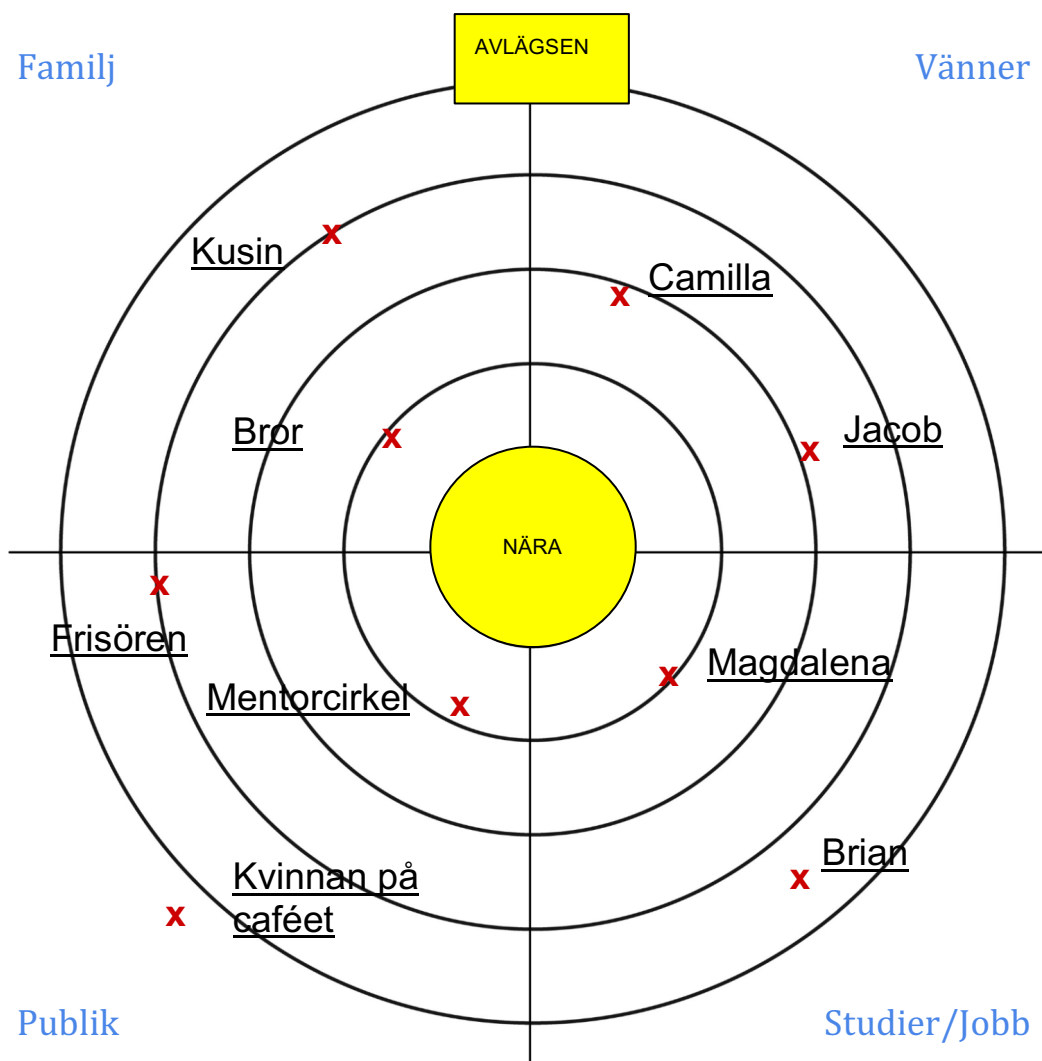 AVLÄGSEN
Familj
Vänner
Kusin
Camilla
Bror
Jacob
NÄRA
Frisören
Magdalena
Mentorcirkel
Brian
Kvinnan på
caféet
Publik
Studier/Jobb
x
x
x
x
x
x
x
x
x